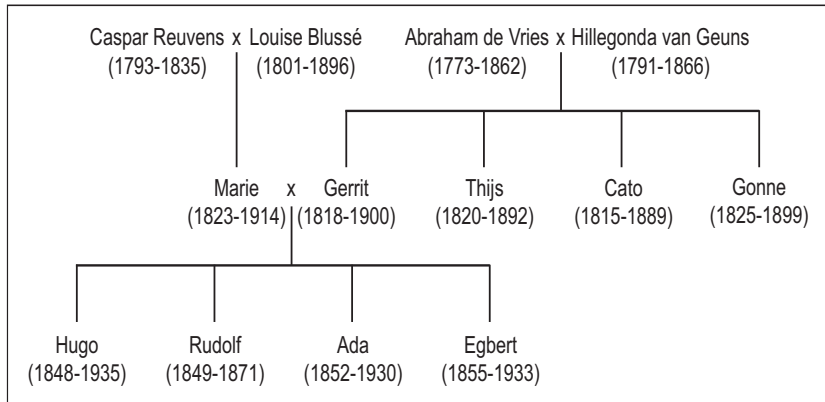 Caspar Reuvens x Louise Blussé Abraham de Vries x Hillegonda van Geuns
(1793-1835) (1801-1896) (1773-1862) (1791-1866)
Marie x Gerrit Thijs Cato Gonne
(1823-1914) (1818-1900) (1820-1892) (1815-1889) (1825-1899)
Hugo Rudolf Ada Egbert
(1848-1935) (1849-1871) (1852-1930) (1855-1933)